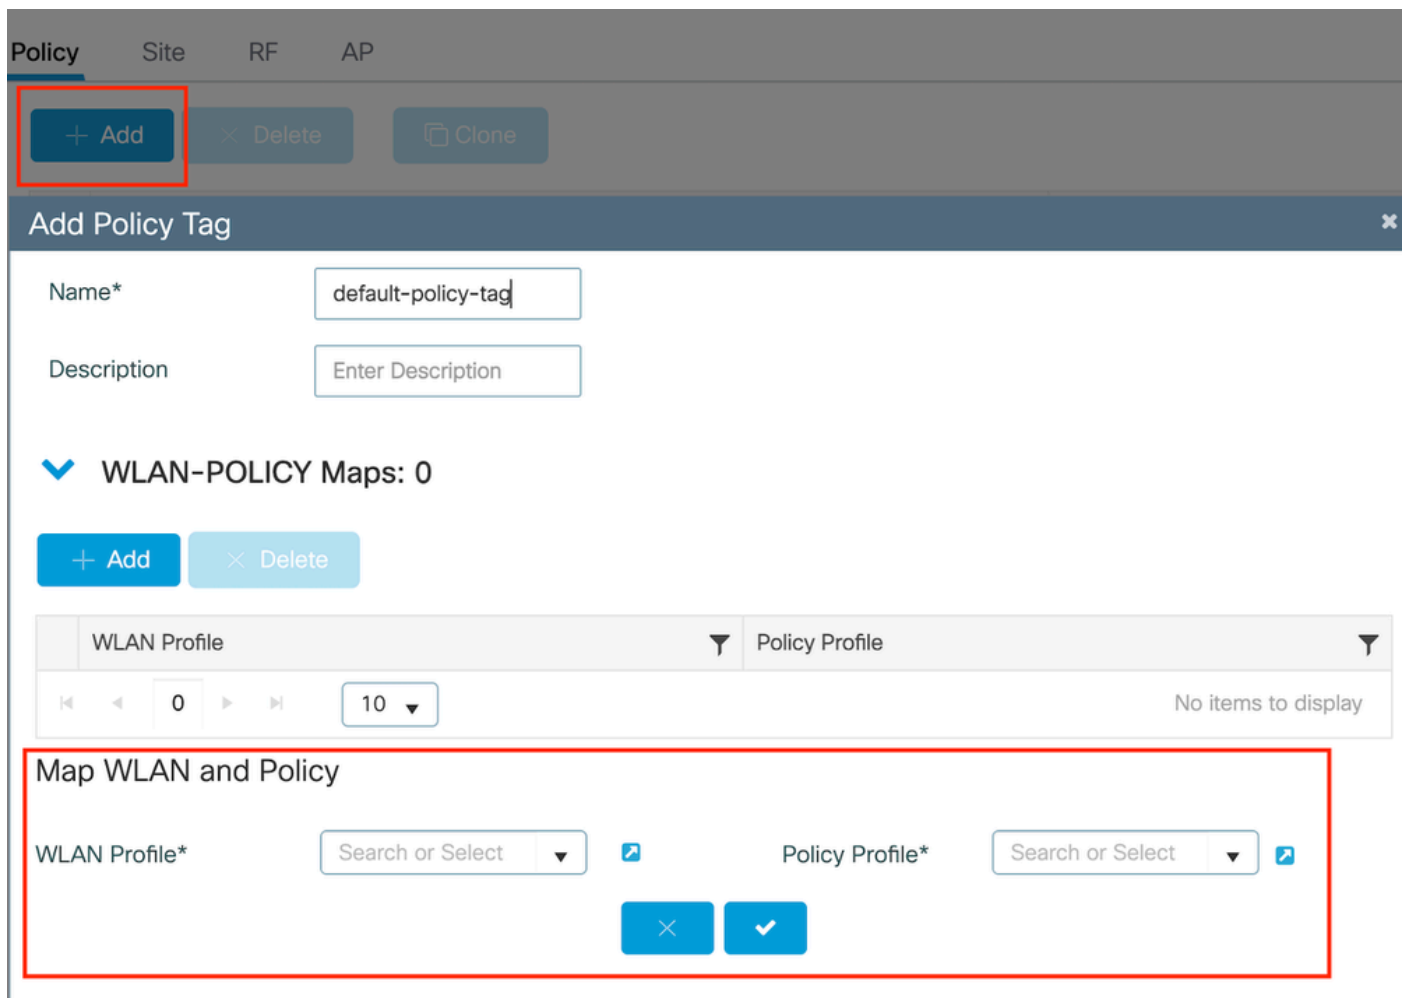 Policy Site RF AP
Add Delete Clone
Add Policy Tag
Name* default-policy-tag
Description Enter Description
WLAN-POLICY Maps: 0
Add Delete
WLAN Profile Policy Profile
0 10 No items to display
Map WLAN and Policy
WLAN Profile* Search or Select Policy Profile* Search or Select